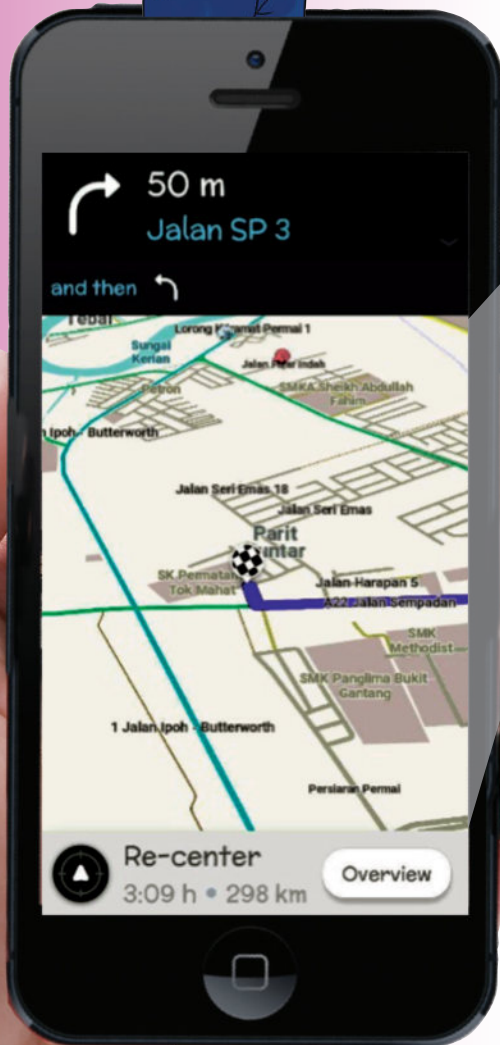 50 m
Jalan SP 3
and then
Tebal
Lorong Keramat Permai 1
Sungai
Kerian
Jalan Fajar Indah
Petron
SMKA Sheikh Abdullah
Fahim
Ipoh - Butterworth
Jalan Seri Emas 18
Jalan Seri Emas
Parit
SK Permatang
Tok Mahat
Jalan Harapan 5
A22 Jalan Sempadan
SMK
Methodist
SMK Panglima Bukit
Gantang
1 Jalan Ipoh - Butterworth
Persiaran Permai
Re-center
3:09 h • 298 km
Overview